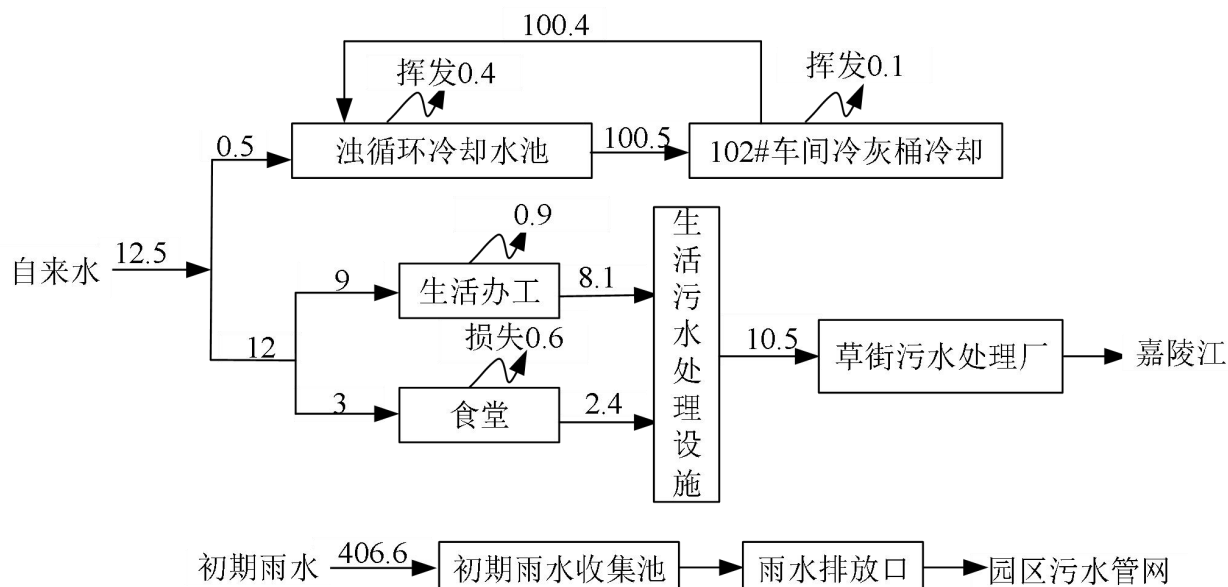 100.4
挥发0.4
挥发0.1
0.5
浊循环冷却水池
100.5
102#车间冷灰桶冷却
自来水
12.5
0.9
9
生活办工
8.1
12
损失0.6
3
食堂
2.4
生活污水处理设施
10.5
草街污水处理厂
嘉陵江
初期雨水
406.6
初期雨水收集池
雨水排放口
园区污水管网